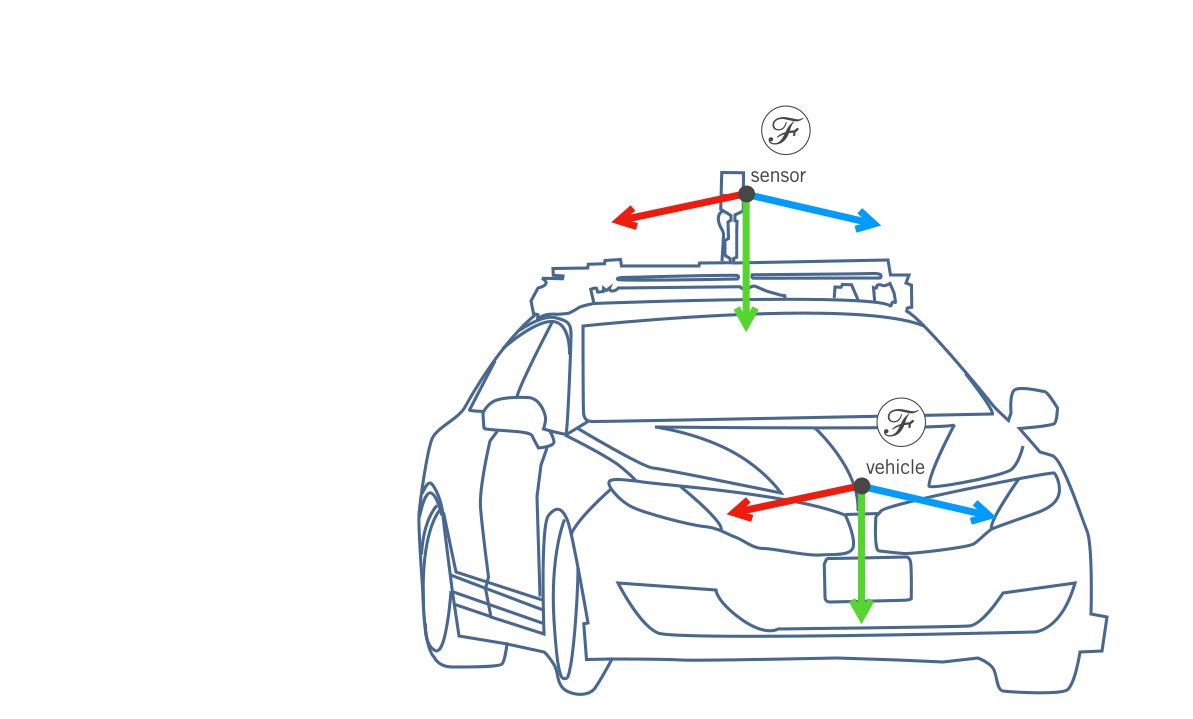 ℱ
sensor
ℱ
vehicle